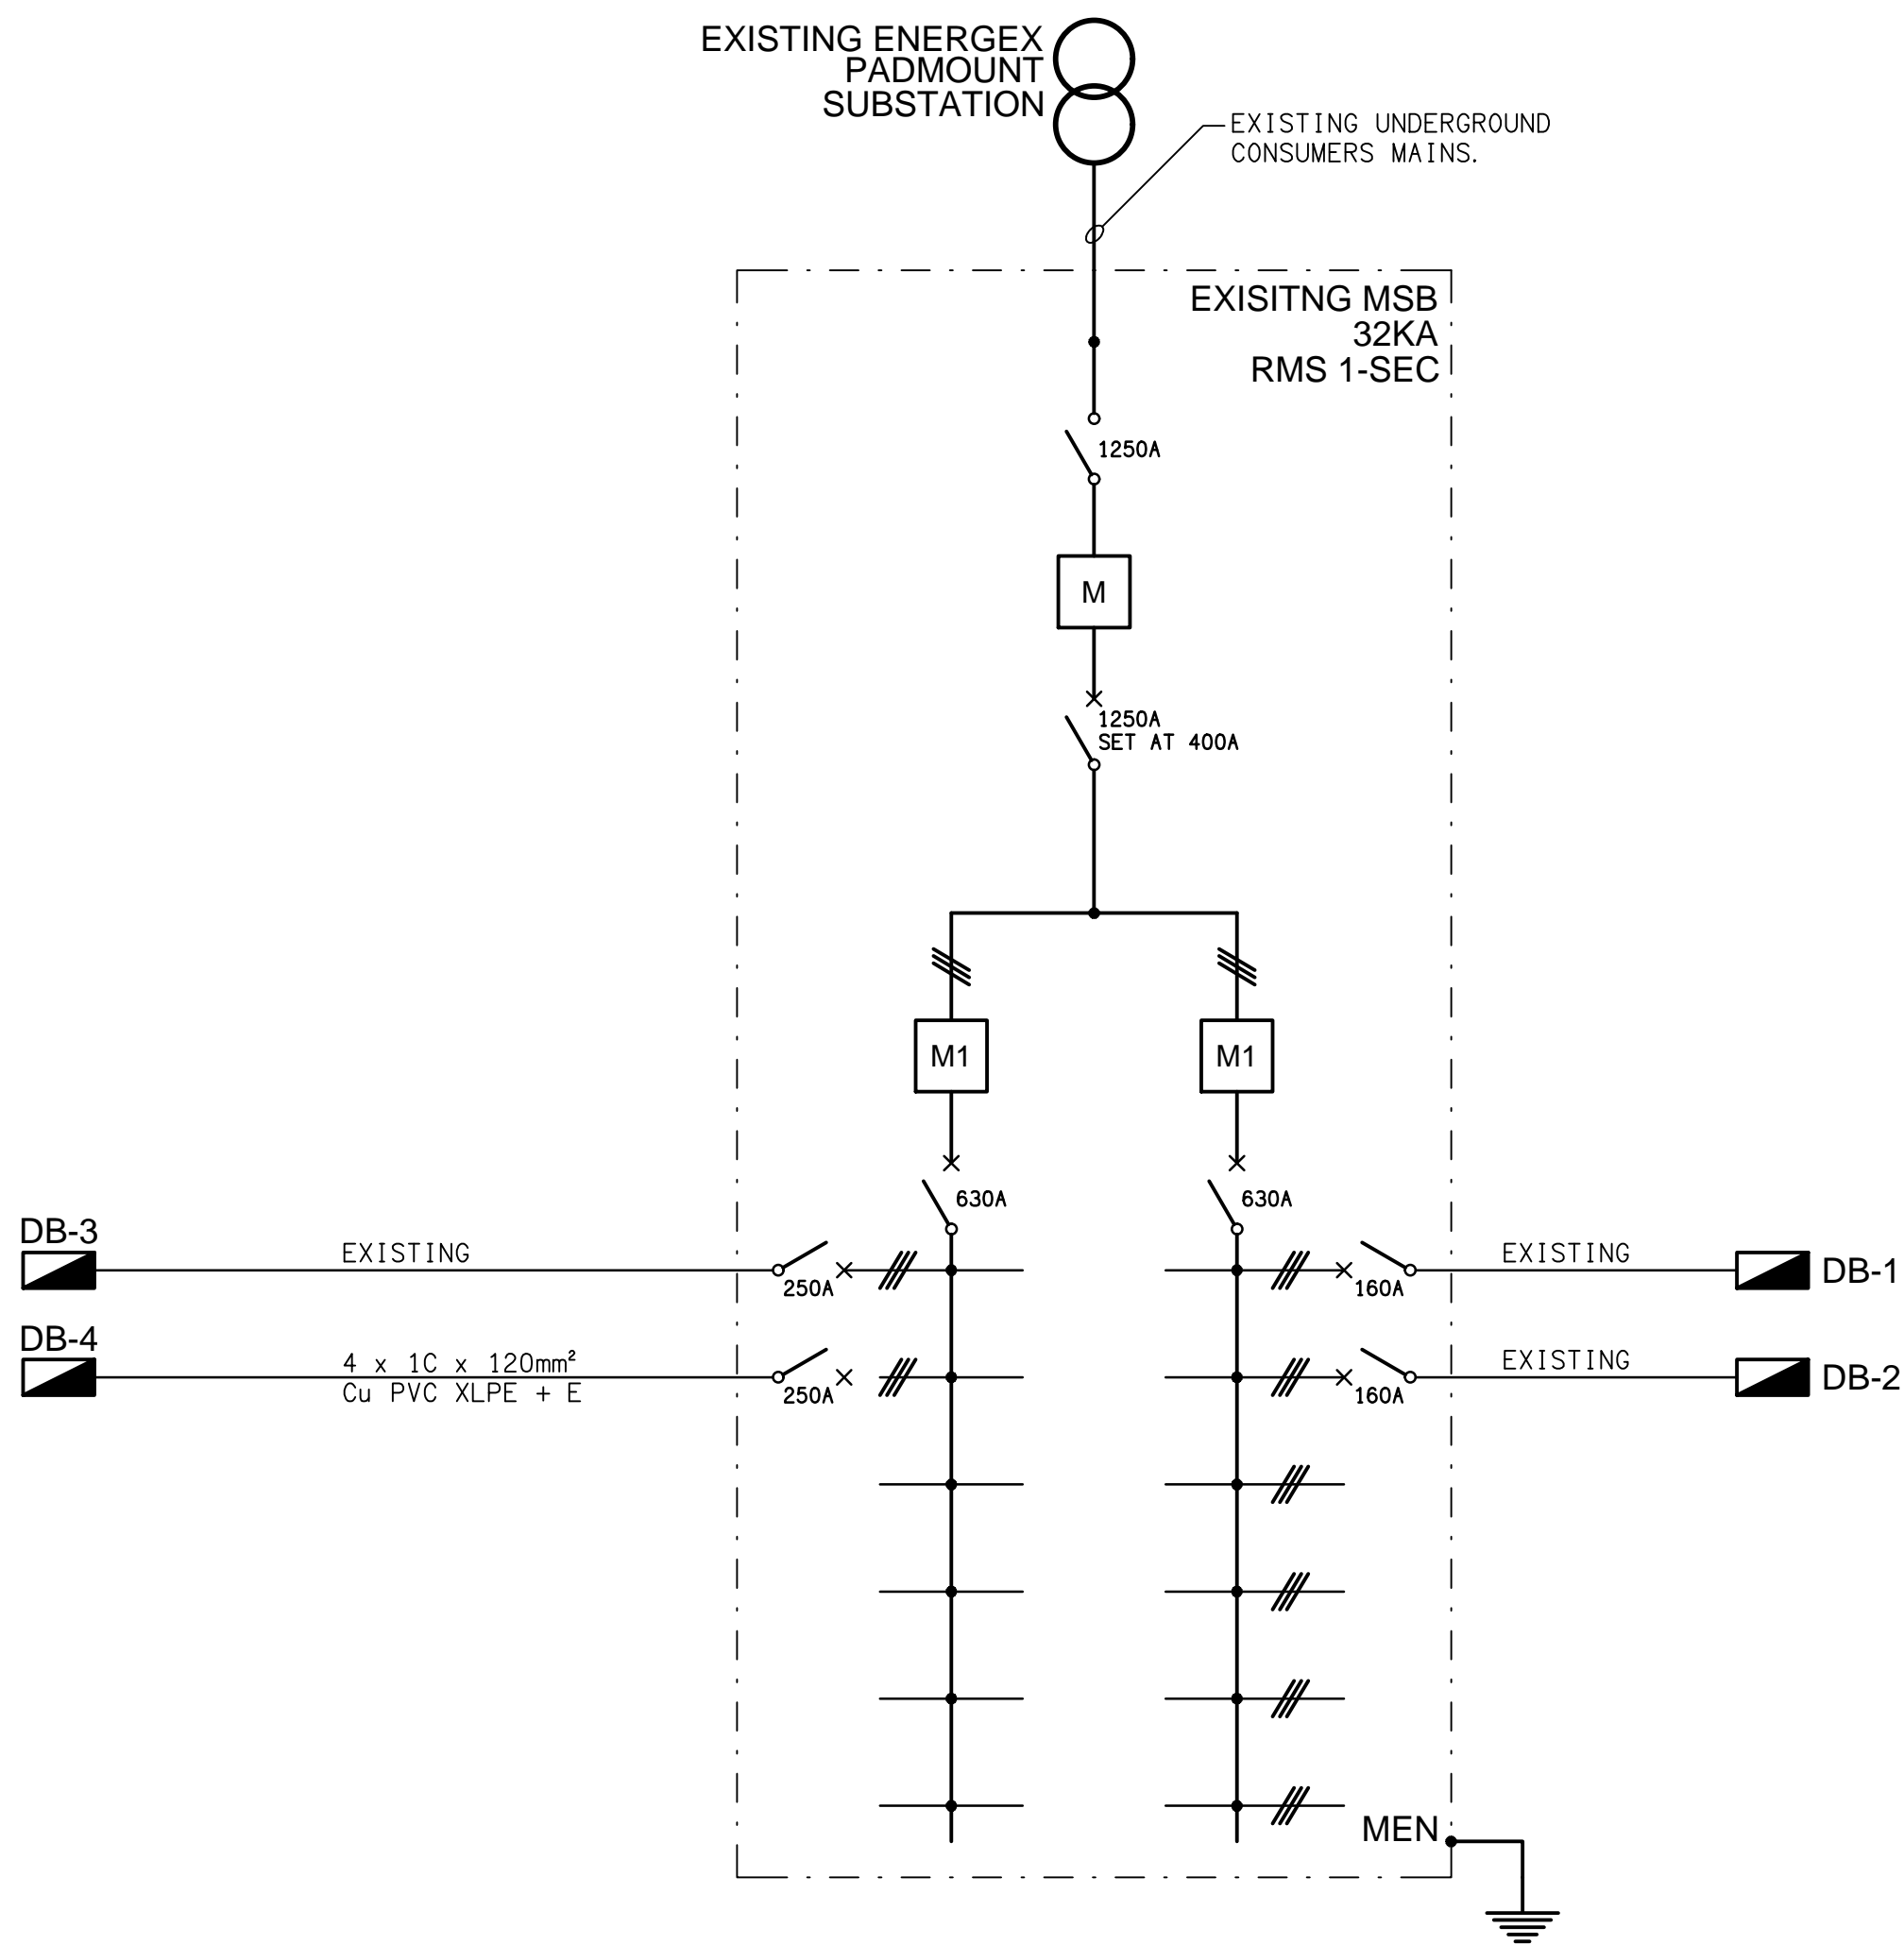 EXISTING ENERGEX
PADMOUNT
SUBSTATION
EXISTING UNDERGROUND
CONSUMERS MAINS.
EXISITNG MSB
32KA
RMS 1-SEC
1250A
M
1250A
SET AT 400A
M1
M1
630A
630A
DB-3
EXISTING
250A
160A
EXISTING
DB-1
DB-4
4 x 1C x 120mm²
Cu PVC XLPE + E
250A
160A
EXISTING
DB-2
MEN